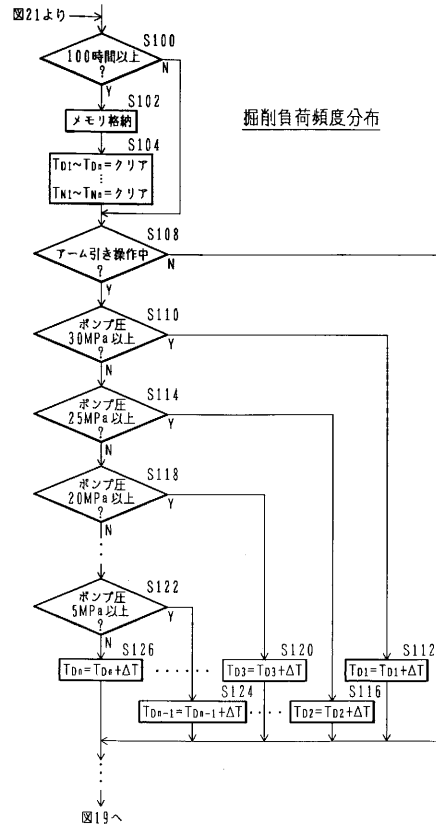 図21より
S100
100時間以上
?
N
Y
S102
メモリ格納
掘削負荷頻度分布
S104
TD1~TDn=クリア
⋮
TN1~TNn=クリア
S108
アーム引き操作中
?
N
Y
S110
ポンプ圧
30MPa以上
?
Y
N
S114
ポンプ圧
25MPa以上
?
Y
N
S118
ポンプ圧
20MPa以上
?
Y
N
S122
ポンプ圧
5MPa以上
?
Y
N
S126
S120
S112
TDn=TDe+ΔT
TD3=TD3+ΔT
TD1=TD1+ΔT
S124
S116
TDn-1=TDn-1+ΔT
TD2=TD2+ΔT
図19へ